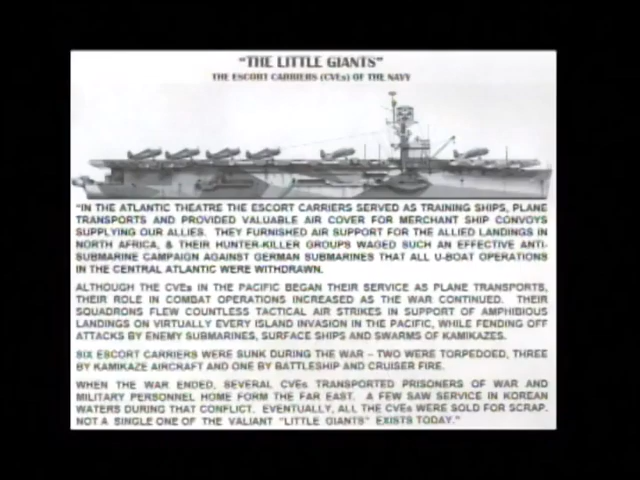 "THE LITTLE GIANTS"
THE ESCORT CARRIERS (CVEs) OF THE NAVY
"IN THE ATLANTIC THEATRE THE ESCORT CARRIERS SERVED AS TRAINING SHIPS, PLANE
TRANSPORTS AND PROVIDED VALUABLE AIR COVER FOR MERCHANT SHIP CONVOYS
SUPPLYING OUR ALLIES. THEY FURNISHED AIR SUPPORT FOR THE ALLIED LANDINGS IN
NORTH AFRICA, & THEIR HUNTER-KILLER GROUPS WAGED SUCH AN EFFECTIVE ANTI-
SUBMARINE CAMPAIGN AGAINST GERMAN SUBMARINES THAT ALL U-BOAT OPERATIONS
IN THE CENTRAL ATLANTIC WERE WITHDRAWN.
ALTHOUGH THE CVEs IN THE PACIFIC BEGAN THEIR SERVICE AS PLANE TRANSPORTS,
THEIR ROLE IN COMBAT OPERATIONS INCREASED AS THE WAR CONTINUED. THEIR
SQUADRONS FLEW COUNTLESS TACTICAL AIR STRIKES IN SUPPORT OF AMPHIBIOUS
LANDINGS ON VIRTUALLY EVERY ISLAND INVASION IN THE PACIFIC, WHILE FENDING OFF
ATTACKS BY ENEMY SUBMARINES, SURFACE SHIPS AND SWARMS OF KAMIKAZES.
SIX ESCORT CARRIERS WERE SUNK DURING THE WAR – TWO WERE TORPEDOED, THREE
BY KAMIKAZE AIRCRAFT AND ONE BY BATTLESHIP AND CRUISER FIRE.
WHEN THE WAR ENDED, SEVERAL CVEs TRANSPORTED PRISONERS OF WAR AND
MILITARY PERSONNEL HOME FORM THE FAR EAST. A FEW SAW SERVICE IN KOREAN
WATERS DURING THAT CONFLICT. EVENTUALLY, ALL THE CVEs WERE SOLD FOR SCRAP.
NOT A SINGLE ONE OF THE VALIANT "LITTLE GIANTS" EXISTS TODAY."